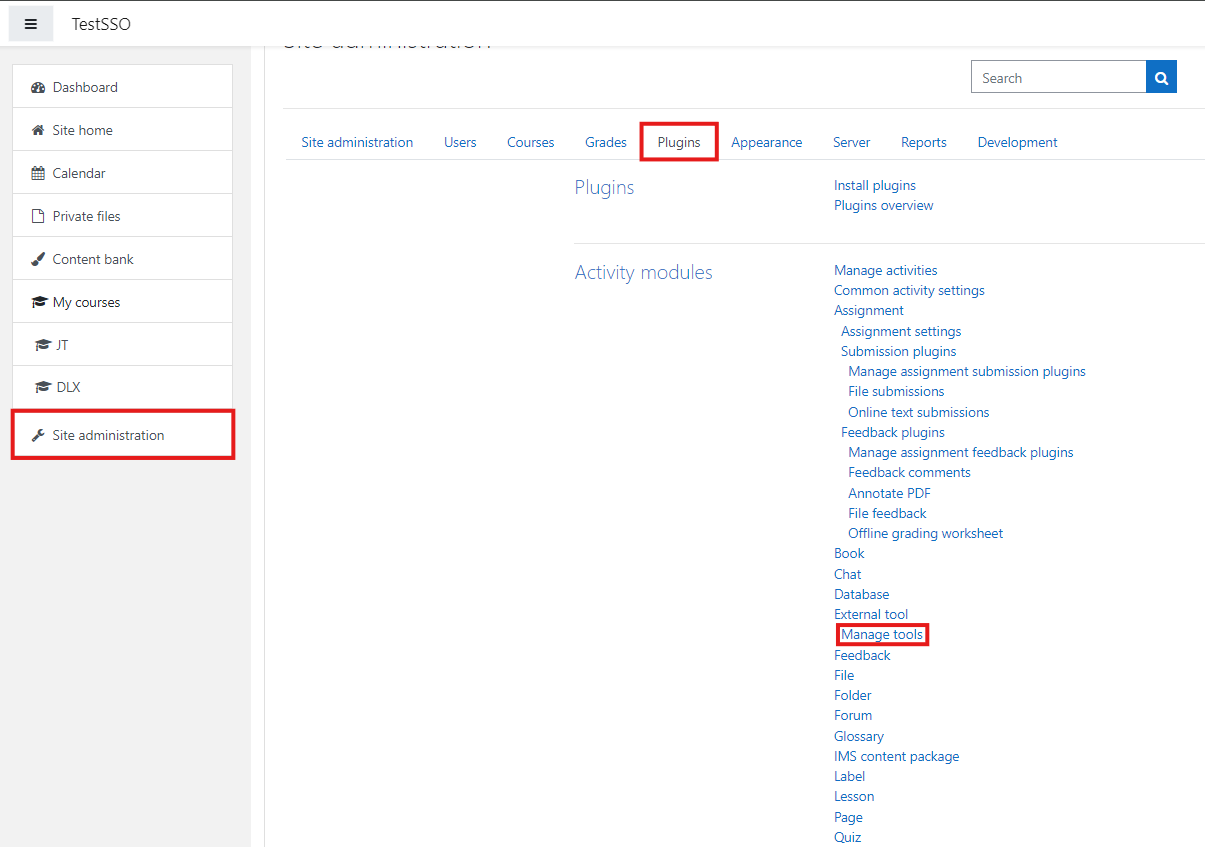 TestSSO
Site administration
Search
Dashboard
Site home
Calendar
Private files
Content bank
My courses
JT
DLX
Site administration
Site administration Users Courses Grades Plugins Appearance Server Reports Development
Plugins
Install plugins
Plugins overview
Activity modules
Manage activities
Common activity settings
Assignment
Assignment settings
Submission plugins
Manage assignment submission plugins
File submissions
Online text submissions
Feedback plugins
Manage assignment feedback plugins
Feedback comments
Annotate PDF
File feedback
Offline grading worksheet
Book
Chat
Database
External tool
Manage tools
Feedback
File
Folder
Forum
Glossary
IMS content package
Label
Lesson
Page
Quiz